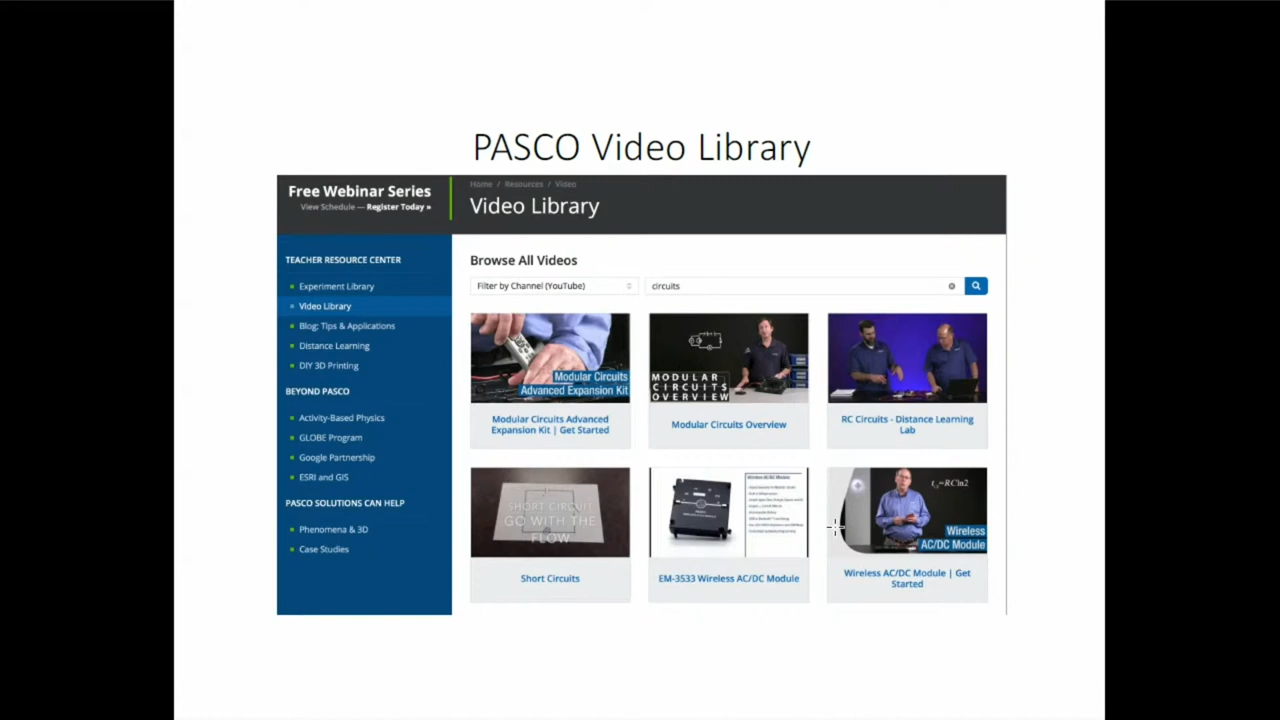 PASCO Video Library
Free Webinar Series
View Schedule — Register Today »
Home / Resources / Video
Video Library
TEACHER RESOURCE CENTER
Experiment Library
Video Library
Blog: Tips & Applications
Distance Learning
DIY 3D Printing
BEYOND PASCO
Activity-Based Physics
GLOBE Program
Google Partnership
ESRI and GIS
PASCO SOLUTIONS CAN HELP
Phenomena & 3D
Case Studies
Browse All Videos
Filter by Channel (YouTube)
circuits
Modular Circuits
Advanced Expansion Kit
Modular Circuits Advanced
Expansion Kit | Get Started
MODULAR
CIRCUITS
OVERVIEW
Modular Circuits Overview
RC Circuits - Distance Learning
Lab
SHORT CIRCUIT
GO WITH THE
FLOW
Short Circuits
Wireless AC/DC Module
EM-3533 Wireless AC/DC Module
Wireless
AC/DC Module
Wireless AC/DC Module | Get
Started